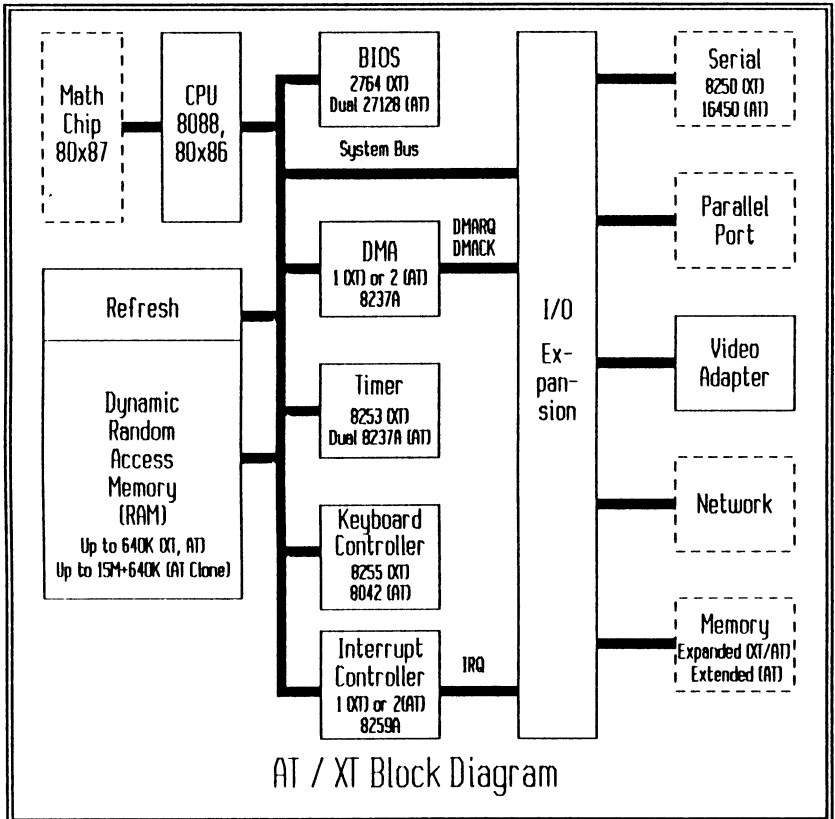 Math
Chip
80x87
CPU
8088,
80x86
BIOS
2764 (XT)
Dual 27128 (AT)
System Bus
DMA
1 (XT) or 2 (AT)
8237A
DMARQ
DMACK
Refresh
Dynamic
Random
Access
Memory
(RAM)
Up to 640K (XT, AT)
Up to 15M+640K (AT Clone)
Timer
8253 (XT)
Dual 8237A (AT)
Keyboard
Controller
8255 (XT)
8042 (AT)
Interrupt
Controller
1 (XT) or 2(AT)
8259A
IRQ
I/O
Ex-
pan-
sion
Serial
8250 (XT)
16450 (AT)
Parallel
Port
Video
Adapter
Network
Memory
Expanded (XT/AT)
Extended (AT)
AT / XT Block Diagram